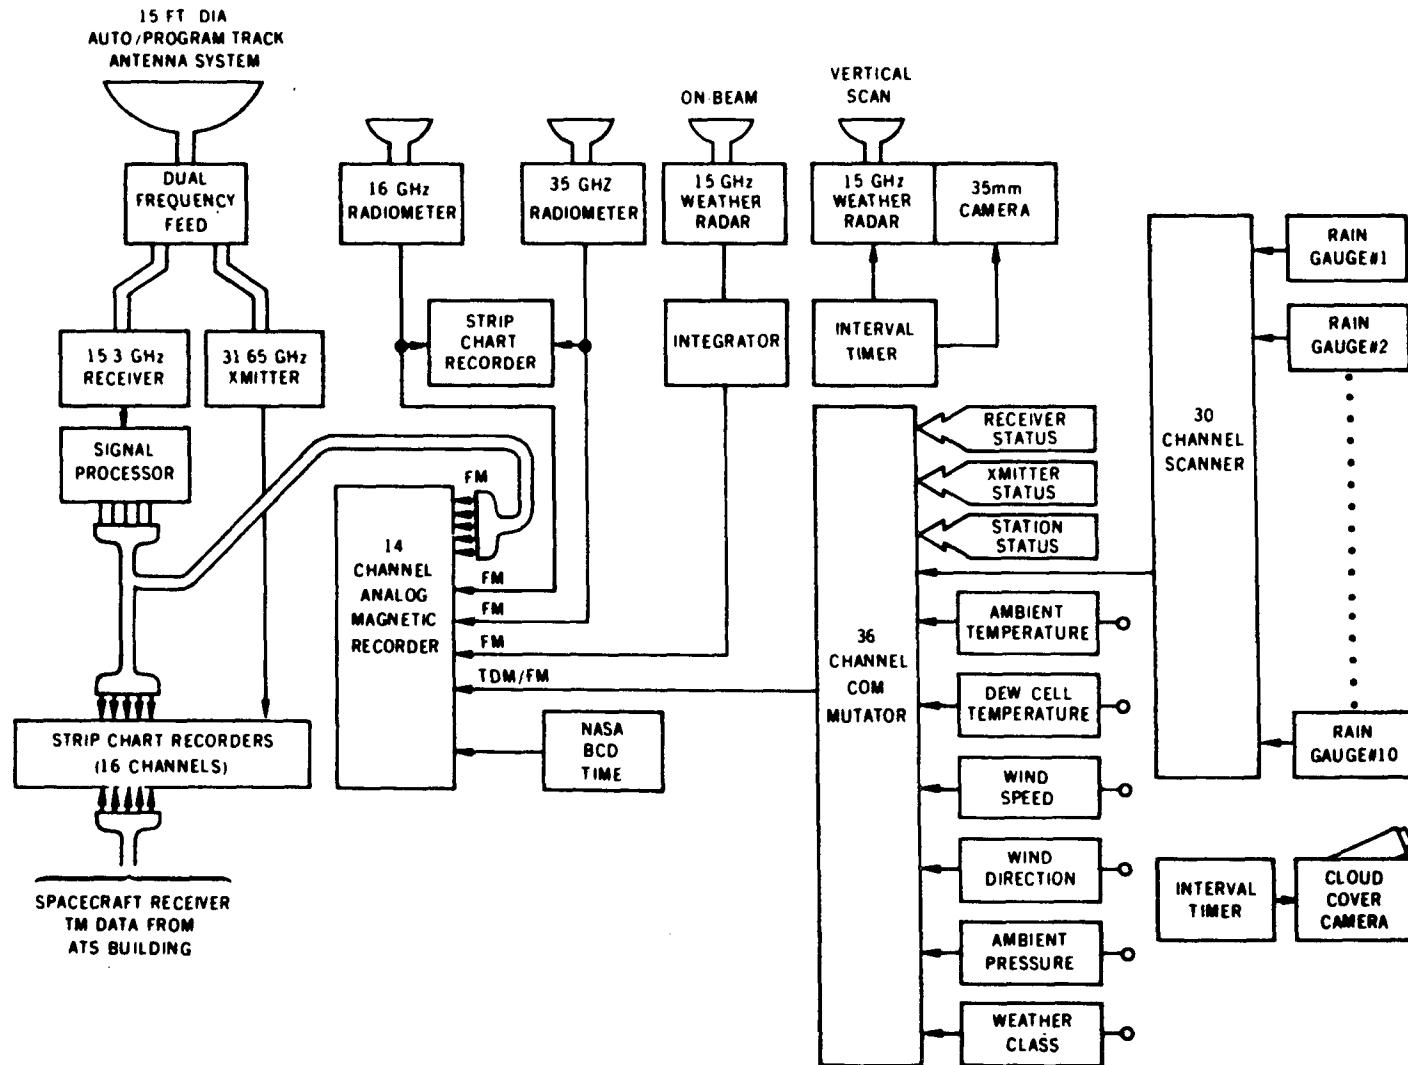 15 FT DIA
AUTO/PROGRAM TRACK
ANTENNA SYSTEM
DUAL
FREQUENCY
FEED
15 3 GHz
RECEIVER
31 65 GHz
XMITTER
SIGNAL
PROCESSOR
STRIP CHART RECORDERS
(16 CHANNELS)
SPACECRAFT RECEIVER
TM DATA FROM
ATS BUILDING
16 GHz
RADIOMETER
35 GHZ
RADIOMETER
STRIP
CHART
RECORDER
ON-BEAM
15 GHz
WEATHER
RADAR
INTEGRATOR
VERTICAL
SCAN
15 GHz
WEATHER
RADAR
35mm
CAMERA
INTERVAL
TIMER
14
CHANNEL
ANALOG
MAGNETIC
RECORDER
FM
FM
FM
FM
TDM/FM
NASA
BCD
TIME
36
CHANNEL
COM
MUTATOR
RECEIVER
STATUS
XMITTER
STATUS
STATION
STATUS
AMBIENT
TEMPERATURE
DEW CELL
TEMPERATURE
WIND
SPEED
WIND
DIRECTION
AMBIENT
PRESSURE
WEATHER
CLASS
30
CHANNEL
SCANNER
RAIN
GAUGE#1
RAIN
GAUGE#2
RAIN
GAUGE#10
INTERVAL
TIMER
CLOUD
COVER
CAMERA